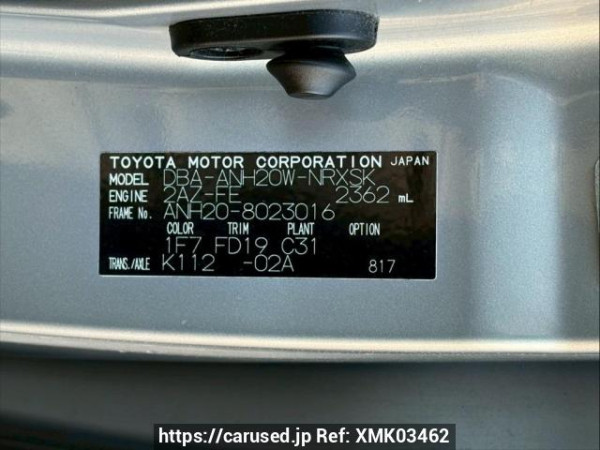 TOYOTA MOTOR CORPORATION JAPAN
MODEL DBA-ANH20W-NRXSK
ENGINE 2AZ-FE 2362 mL
FRAME No. ANH20-8023016
COLOR TRIM PLANT OPTION
1F7 FD19 C31
TRANS./AXLE K112 -02A 817
https://carused.jp Ref: XMK03462